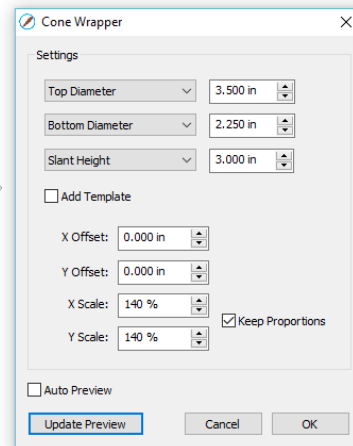 Cone Wrapper
Settings
Top Diameter 3.500 in
Bottom Diameter 2.250 in
Slant Height 3.000 in
Add Template
X Offset: 0.000 in
Y Offset: 0.000 in
X Scale: 140 %
Keep Proportions
Y Scale: 140 %
Auto Preview
Update Preview Cancel OK